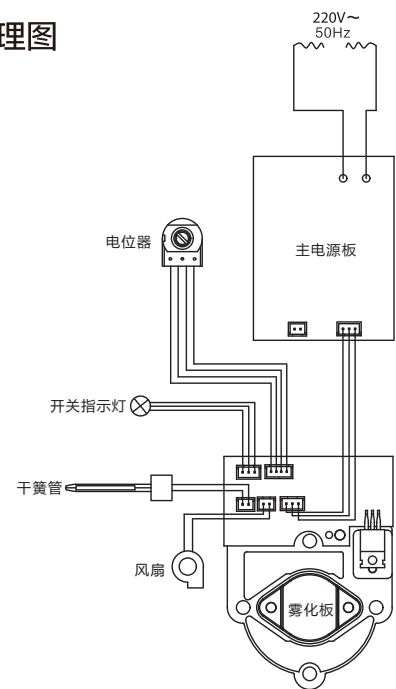 理图
220V～
50Hz
电位器
主电源板
开关指示灯
干簧管
风扇
雾化板